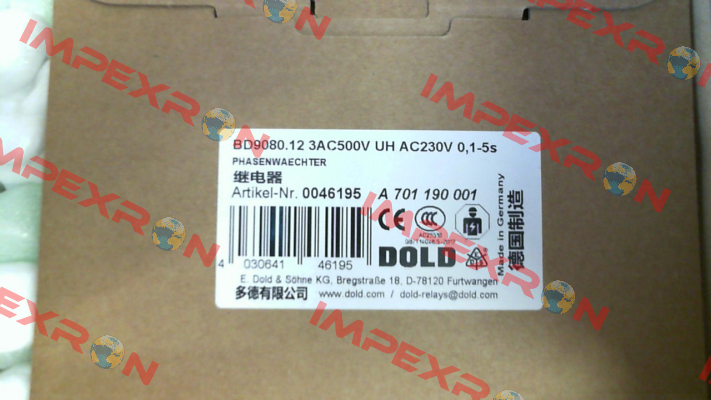 BD9080.12 3AC500V UH AC230V 0,1-5s
PHASENWAECHTER
继电器
Artikel-Nr. 0046195 A 701 190 001
CE CCC
DOLD
4 030641 46195
Made in Germany
德国制造
E. Dold & Söhne KG, Bregstraße 18, D-78120 Furtwangen
多德有限公司 www.dold.com / dold-relays@dold.com
IMPEXRON
IMPEXRON
IMPEXRON
IMPEXRON
IMPEXRON
IMPEXRON